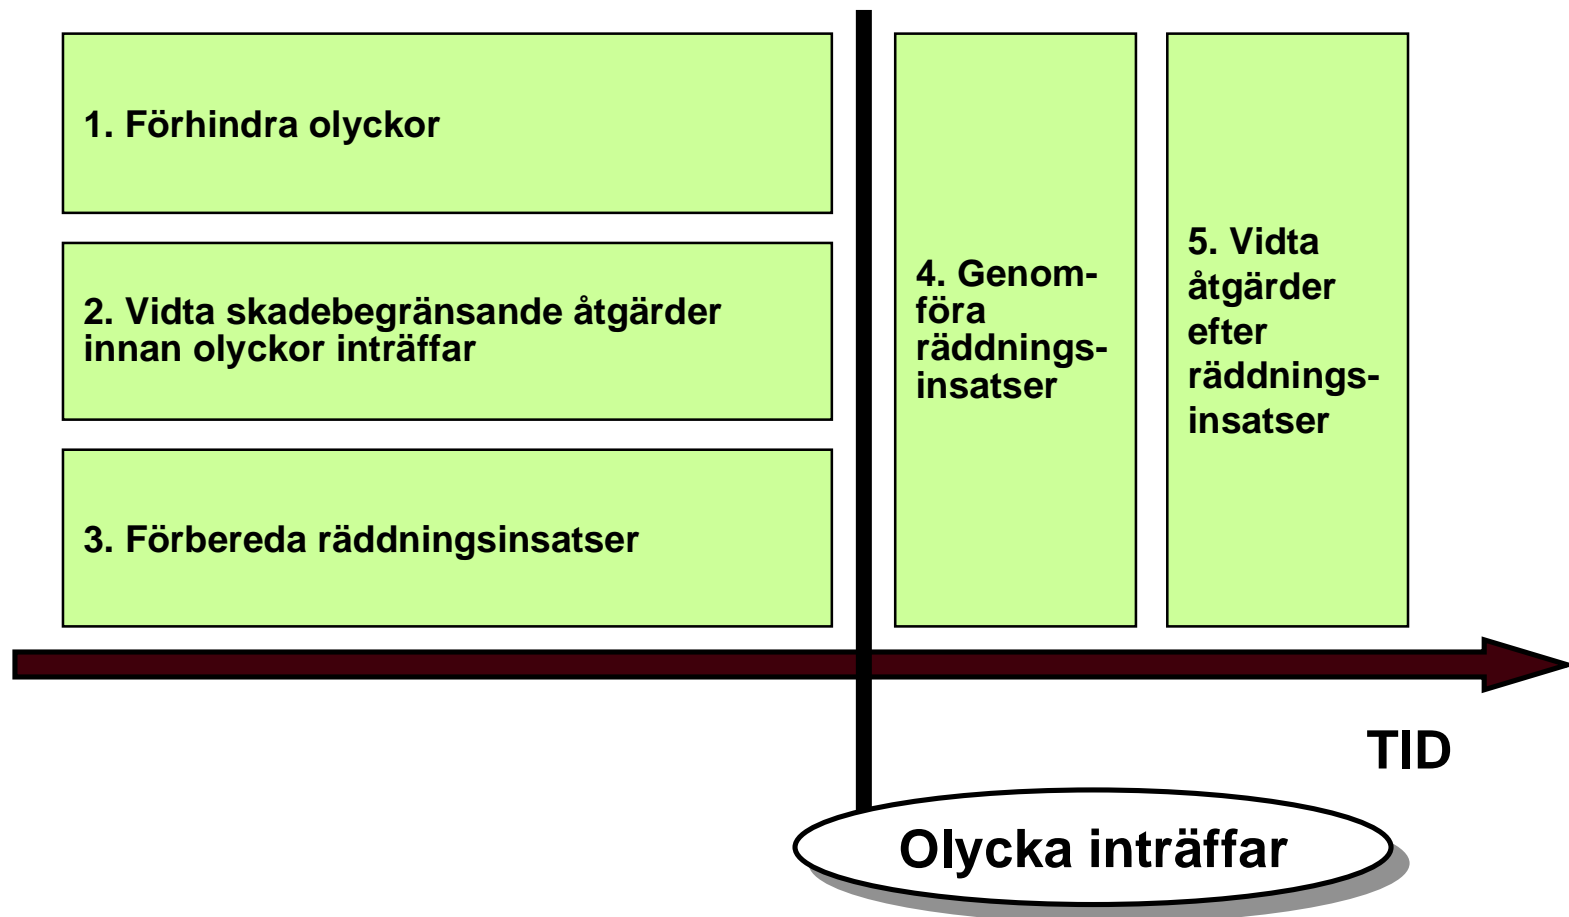 1. Förhindra olyckor
2. Vidta skadebegränsande åtgärder
innan olyckor inträffar
3. Förbereda räddningsinsatser
4. Genom-
föra
räddnings-
insatser
5. Vidta
åtgärder
efter
räddnings-
insatser
TID
Olycka inträffar